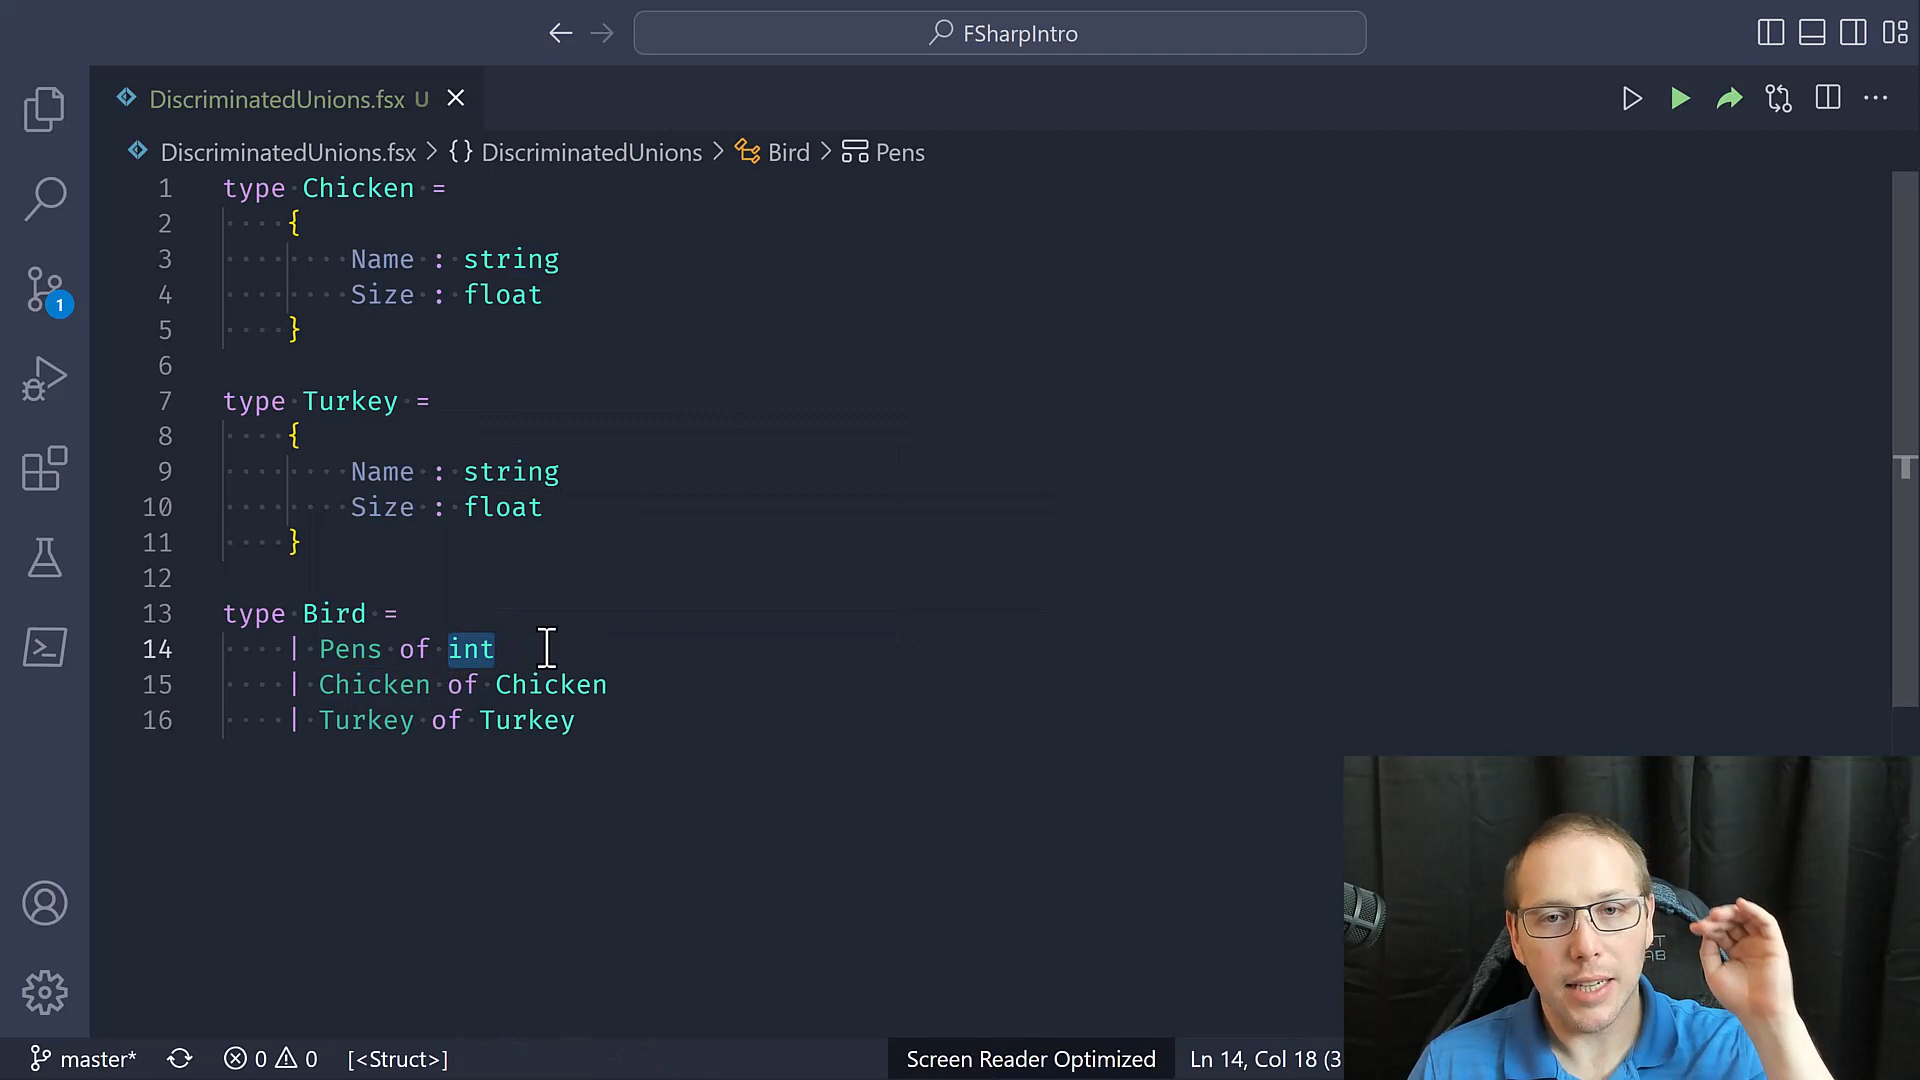 FSharpIntro
DiscriminatedUnions.fsx U
DiscriminatedUnions.fsx > {} DiscriminatedUnions > Bird > Pens
1 type Chicken =
2 {
3 Name : string
4 Size : float
5 }
6
7 type Turkey =
8 {
9 Name : string
10 Size : float
11 }
12
13 type Bird =
14 | Pens of int
15 | Chicken of Chicken
16 | Turkey of Turkey
1
master* 0 0 [<Struct>] Screen Reader Optimized Ln 14, Col 18 (3